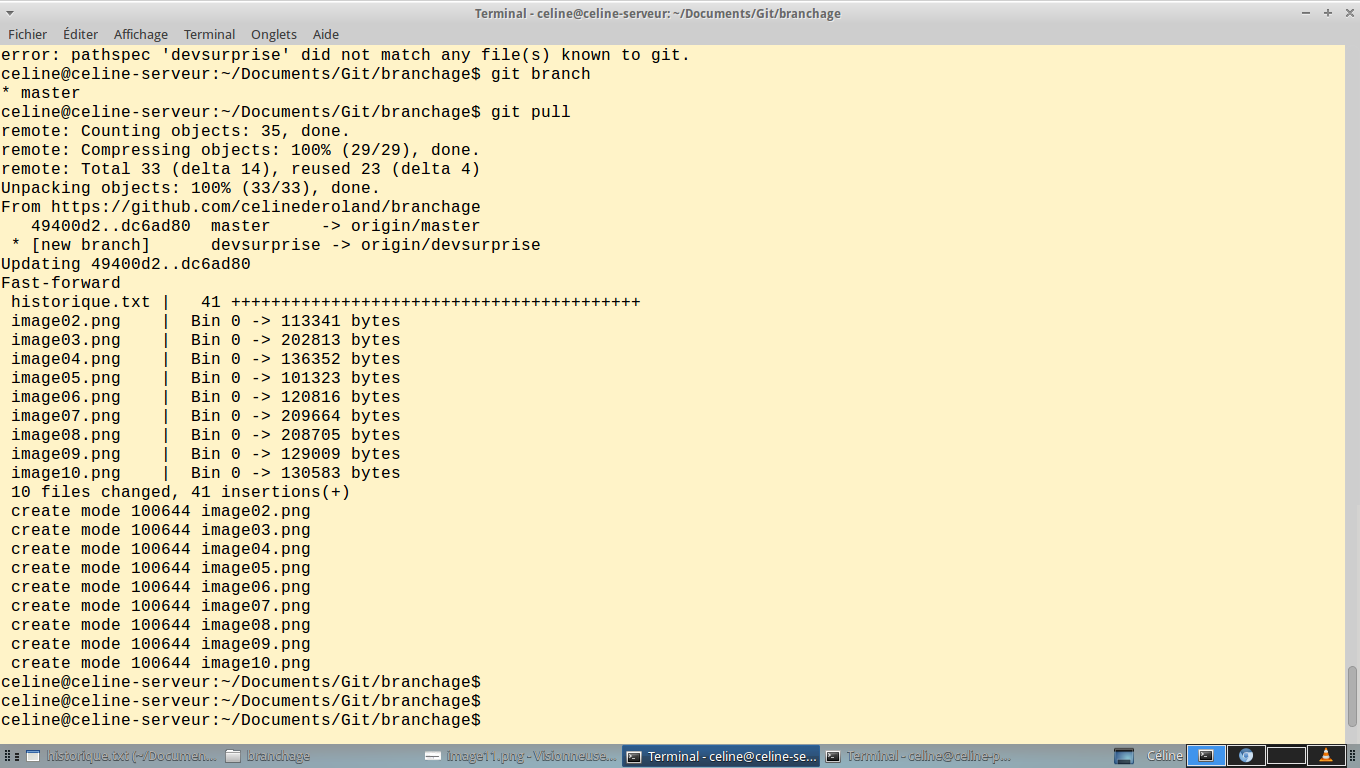 Terminal - celine@celine-serveur: ~/Documents/Git/branchage
Fichier Éditer Affichage Terminal Onglets Aide
error: pathspec 'devsurprise' did not match any file(s) known to git.
celine@celine-serveur:~/Documents/Git/branchage$ git branch
* master
celine@celine-serveur:~/Documents/Git/branchage$ git pull
remote: Counting objects: 35, done.
remote: Compressing objects: 100% (29/29), done.
remote: Total 33 (delta 14), reused 23 (delta 4)
Unpacking objects: 100% (33/33), done.
From https://github.com/celinederoland/branchage
   49400d2..dc6ad80  master     -> origin/master
 * [new branch]      devsurprise -> origin/devsurprise
Updating 49400d2..dc6ad80
Fast-forward
 historique.txt |   41 +++++++++++++++++++++++++++++++++++++++++
 image02.png    |  Bin 0 -> 113341 bytes
 image03.png    |  Bin 0 -> 202813 bytes
 image04.png    |  Bin 0 -> 136352 bytes
 image05.png    |  Bin 0 -> 101323 bytes
 image06.png    |  Bin 0 -> 120816 bytes
 image07.png    |  Bin 0 -> 209664 bytes
 image08.png    |  Bin 0 -> 208705 bytes
 image09.png    |  Bin 0 -> 129009 bytes
 image10.png    |  Bin 0 -> 130583 bytes
 10 files changed, 41 insertions(+)
 create mode 100644 image02.png
 create mode 100644 image03.png
 create mode 100644 image04.png
 create mode 100644 image05.png
 create mode 100644 image06.png
 create mode 100644 image07.png
 create mode 100644 image08.png
 create mode 100644 image09.png
 create mode 100644 image10.png
celine@celine-serveur:~/Documents/Git/branchage$
celine@celine-serveur:~/Documents/Git/branchage$
celine@celine-serveur:~/Documents/Git/branchage$
historique.txt (~/Documen... branchage image11.png - Visionneuse... Terminal - celine@celine-se... Terminal - celine@celine-p... Céline